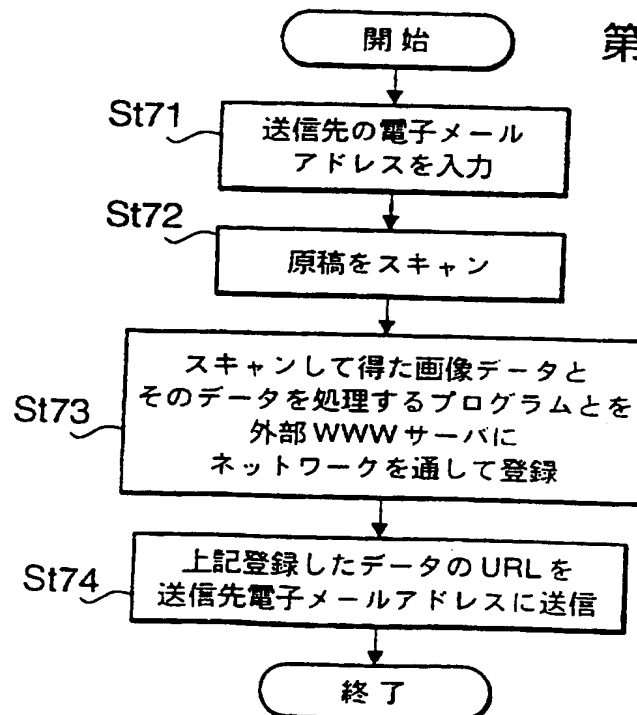 開始
第
St71
送信先の電子メール
アドレスを入力
St72
原稿をスキャン
St73
スキャンして得た画像データと
そのデータを処理するプログラムとを
外部WWWサーバに
ネットワークを通して登録
St74
上記登録したデータのURLを
送信先電子メールアドレスに送信
終了